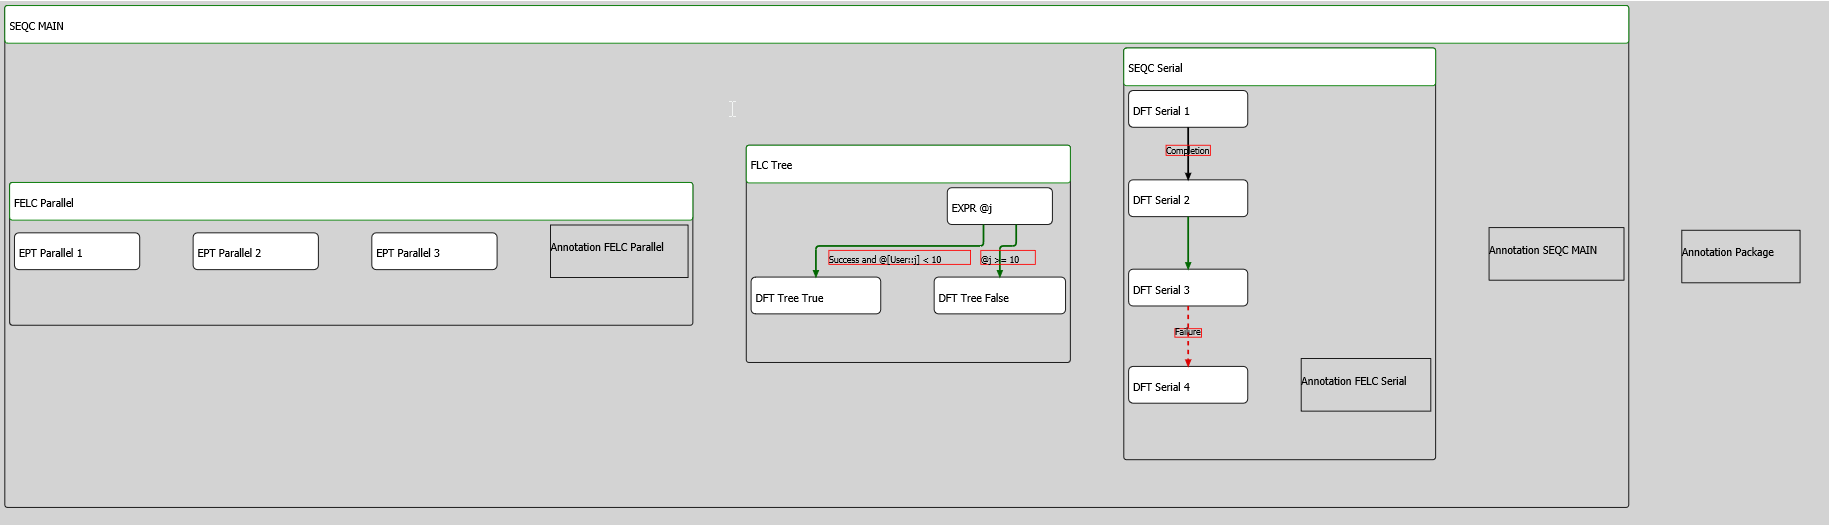 SEQC MAIN
SEQC Serial
DFT Serial 1
Completion
DFT Serial 2
DFT Serial 3
Failure
DFT Serial 4
Annotation FELC Serial
FLC Tree
EXPR @j
Success and @[User::j] < 10
@j >= 10
DFT Tree True
DFT Tree False
FELC Parallel
EPT Parallel 1
EPT Parallel 2
EPT Parallel 3
Annotation FELC Parallel
Annotation SEQC MAIN
Annotation Package